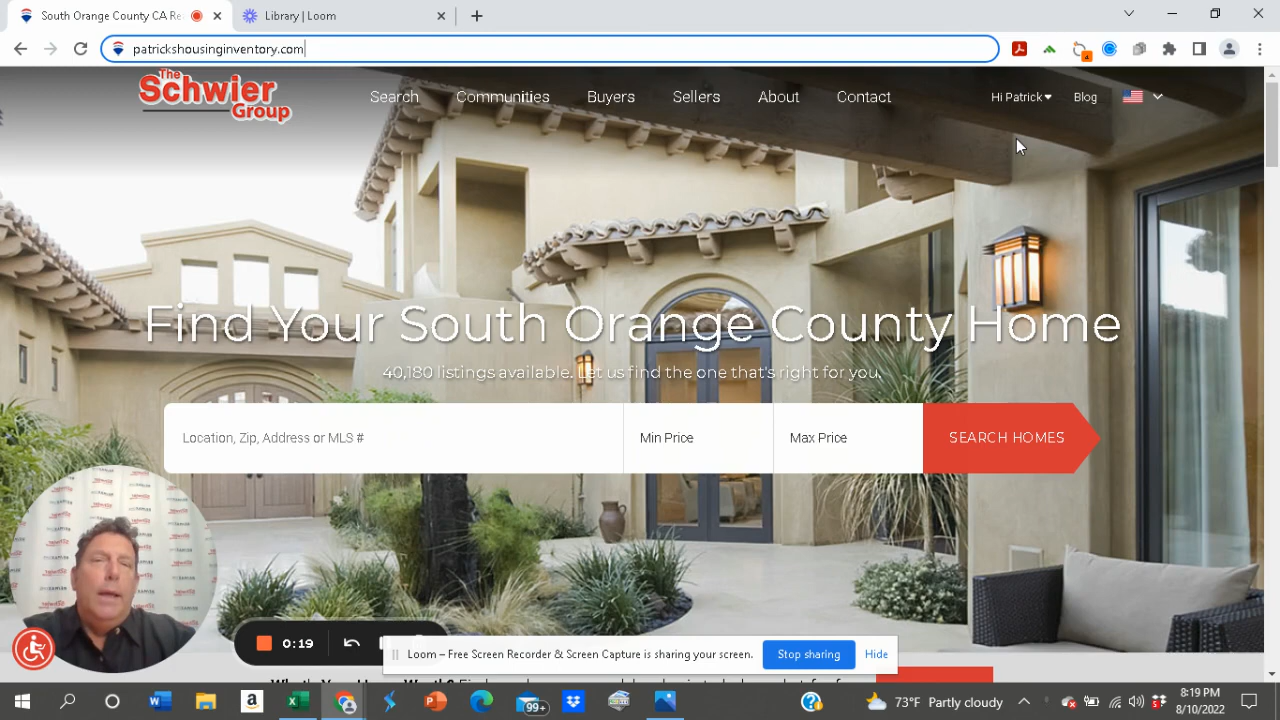 South Orange County CA Re
Library | Loom
patrickshousinginventory.com
4
The
Schwier
Group
Search
Communities
Buyers
Sellers
About
Contact
Hi Patrick
Blog
Find Your South Orange County Home
40,180 listings available. Let us find the one that's right for you.
Location, Zip, Address or MLS #
Min Price
Max Price
SEARCH HOMES
0:19
Loom – Free Screen Recorder & Screen Capture is sharing your screen.
Stop sharing
Hide
99+
73°F Partly cloudy
8:19 PM
8/10/2022